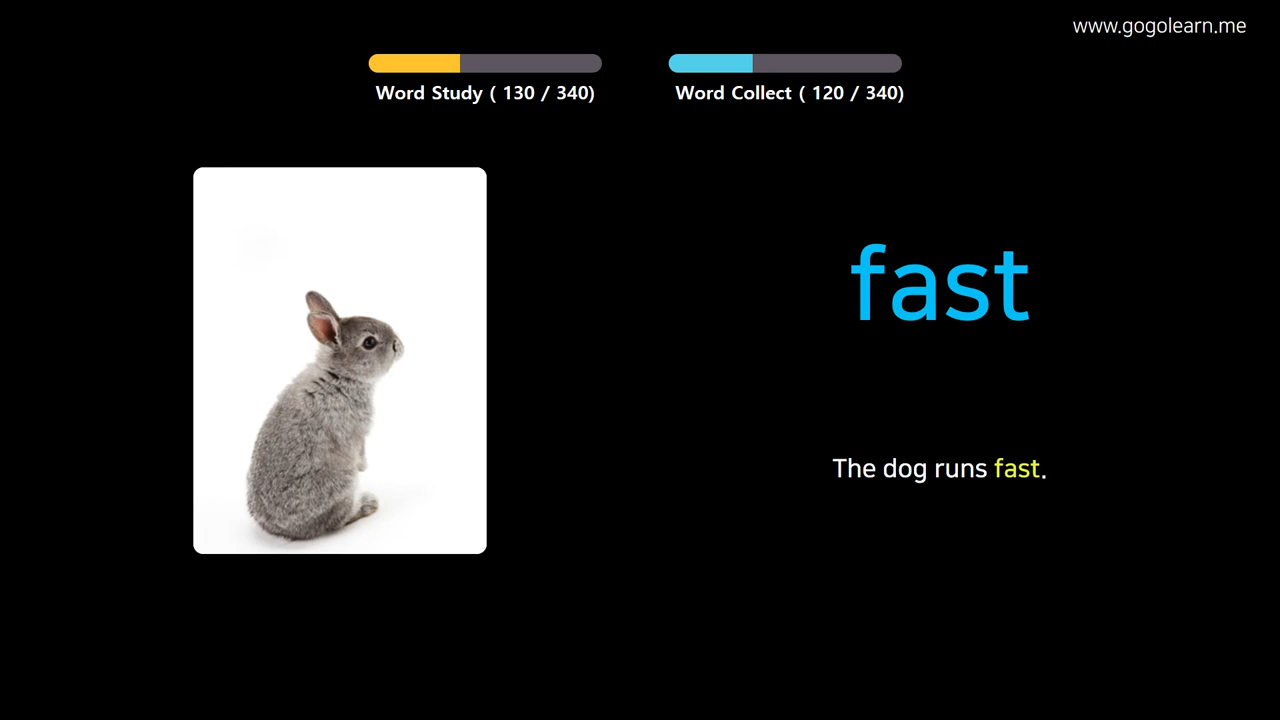 www.gogolearn.me
Word Study ( 130 / 340)
Word Collect ( 120 / 340)
fast
The dog runs fast.